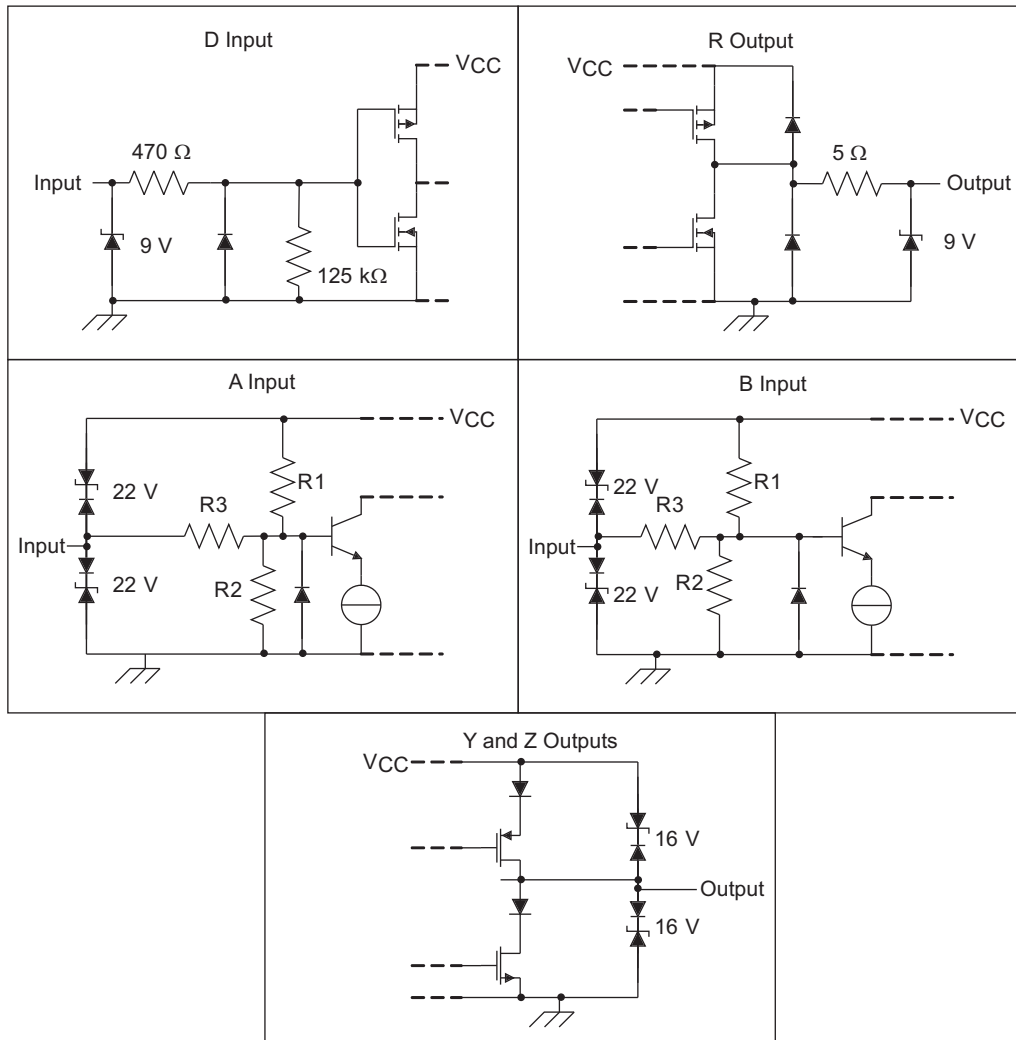 D Input
VCC
470 Ω
Input
9 V
125 kΩ
R Output
VCC
5 Ω
Output
9 V
A Input
VCC
22 V
R3
R1
Input
22 V
R2
B Input
VCC
22 V
R3
R1
Input
22 V
R2
Y and Z Outputs
VCC
16 V
Output
16 V